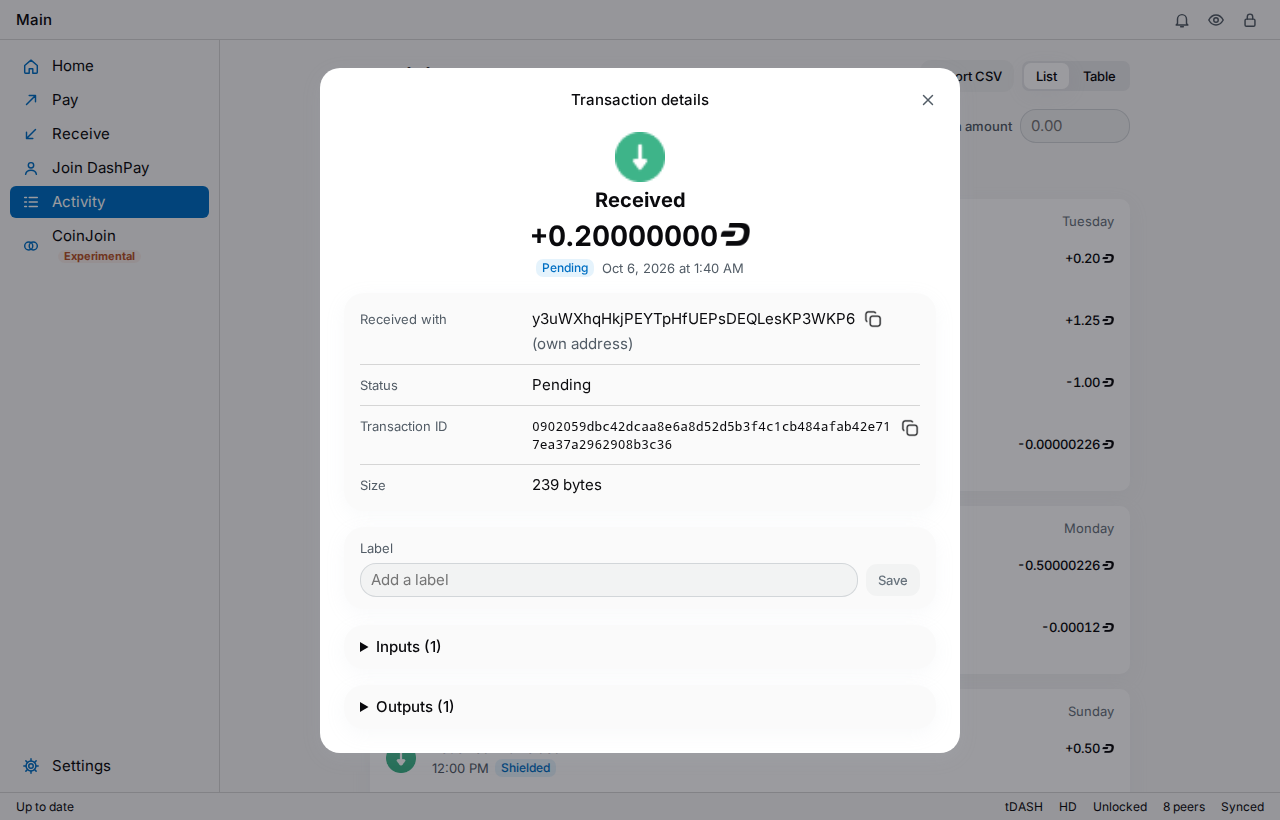 Main
Home
Pay
Receive
Join DashPay
Activity
CoinJoin
Experimental
Settings
List
Table
CSV
amount
0.00
Transaction details
Received
+0.20000000
Pending Oct 6, 2026 at 1:40 AM
Received with
y3uWXhqHkjPEYTpHfUEPsDEQLesKP3WKP6
(own address)
Status
Pending
Transaction ID
0902059dbc42dcaa8e6a8d52d5b3f4c1cb484afab42e71
7ea37a2962908b3c36
Size
239 bytes
Label
Add a label
Save
Inputs (1)
Outputs (1)
Tuesday
+0.20
+1.25
-1.00
-0.00000226
Monday
-0.50000226
-0.00012
Sunday
+0.50
12:00 PM Shielded
Up to date
tDASH HD Unlocked 8 peers Synced